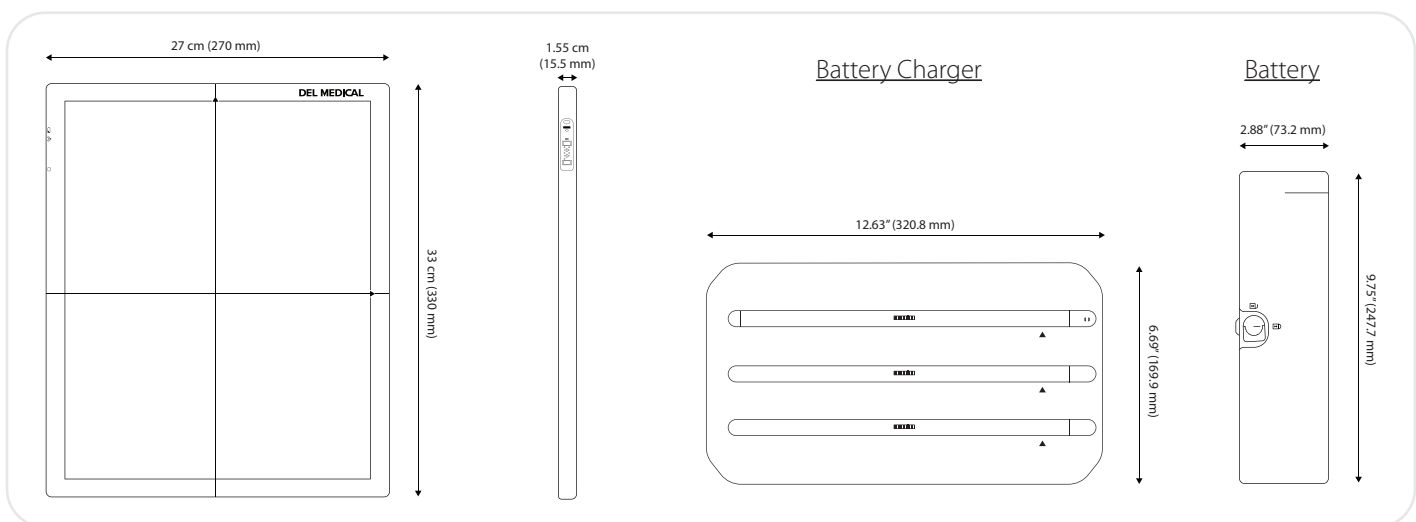 27 cm (270 mm)
DEL MEDICAL
33 cm (330 mm)
1.55 cm
(15.5 mm)
Battery Charger
12.63” (320.8 mm)
6.69” (169.9 mm)
Battery
2.88” (73.2 mm)
9.75” (247.7 mm)